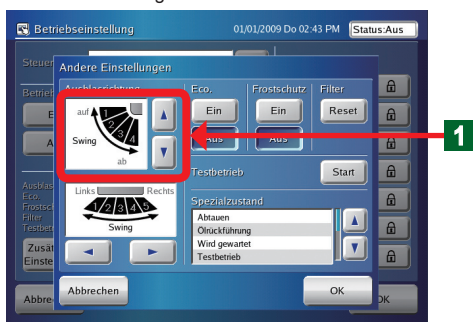 Betriebseinstellung 01/01/2009 Do 02:43 PM Status:Aus
Steuer
Andere Einstellungen
Ausblasrichtung Eco. Frostschutz Filter
Betrieb
auf 1 2 3 4 Swing ab
Ein Ein Reset
E
Aus Aus
A
Testbetrieb Start
Links Rechts
1 2 3 4 5
Swing
Spezialzustand
Abtauen
Ölrückführung
Wird gewartet
Testbetrieb
Ausblas
Eco.
Frostsch
Filter
Testbetr
Zusät
Einste
Abbrechen OK
Abbre OK
1